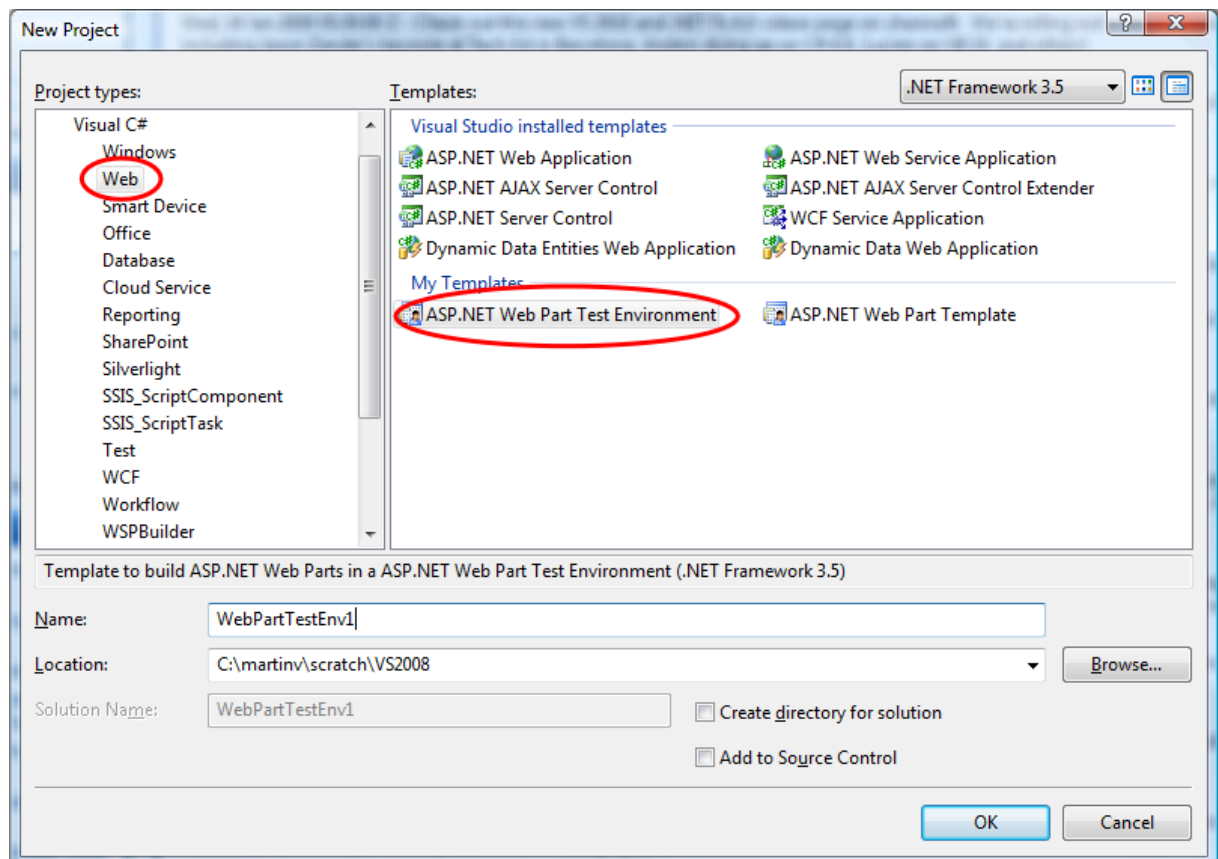 New Project
Project types:
Templates:
.NET Framework 3.5
Visual C#
Windows
Web
Smart Device
Office
Database
Cloud Service
Reporting
SharePoint
Silverlight
SSIS_ScriptComponent
SSIS_ScriptTask
Test
WCF
Workflow
WSPBuilder
Visual Studio installed templates
ASP.NET Web Application
ASP.NET Web Service Application
ASP.NET AJAX Server Control
ASP.NET AJAX Server Control Extender
ASP.NET Server Control
WCF Service Application
Dynamic Data Entities Web Application
Dynamic Data Web Application
My Templates
ASP.NET Web Part Test Environment
ASP.NET Web Part Template
Template to build ASP.NET Web Parts in a ASP.NET Web Part Test Environment (.NET Framework 3.5)
Name:
WebPartTestEnv1
Location:
C:\martinv\scratch\VS2008
Browse...
Solution Name:
WebPartTestEnv1
Create directory for solution
Add to Source Control
OK
Cancel